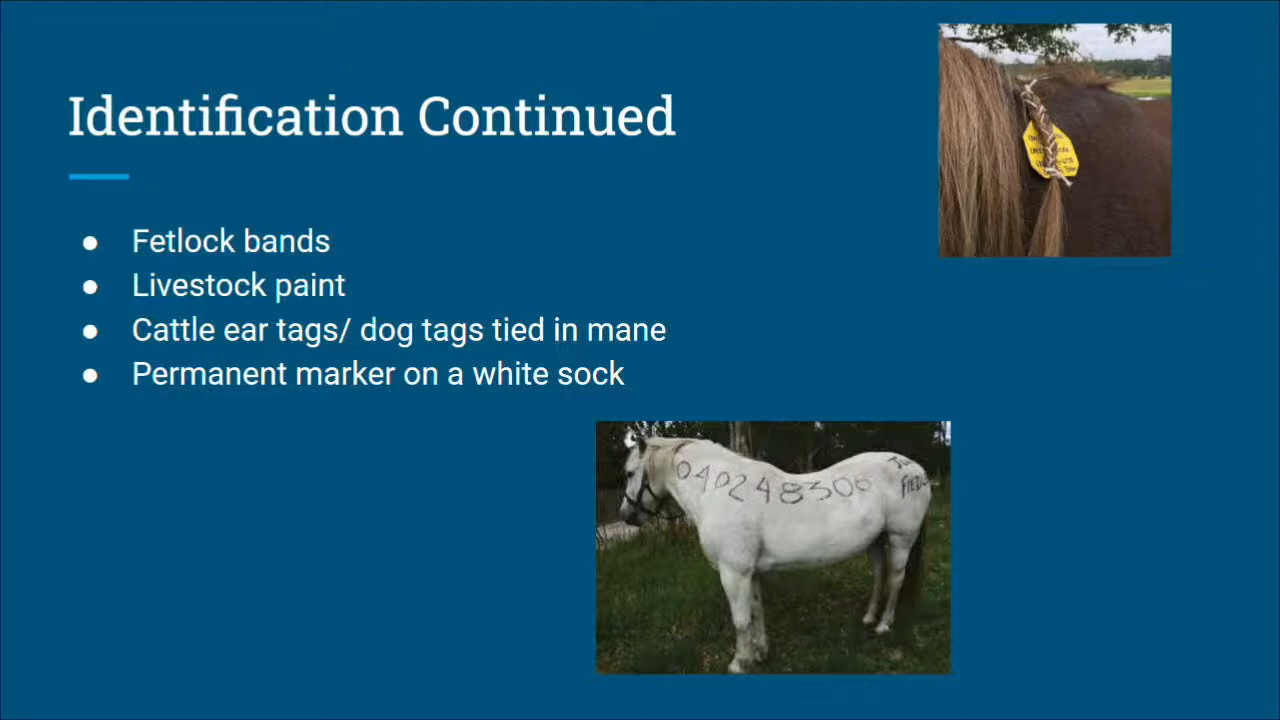 Identification Continued
● Fetlock bands
● Livestock paint
● Cattle ear tags/ dog tags tied in mane
● Permanent marker on a white sock
040248306